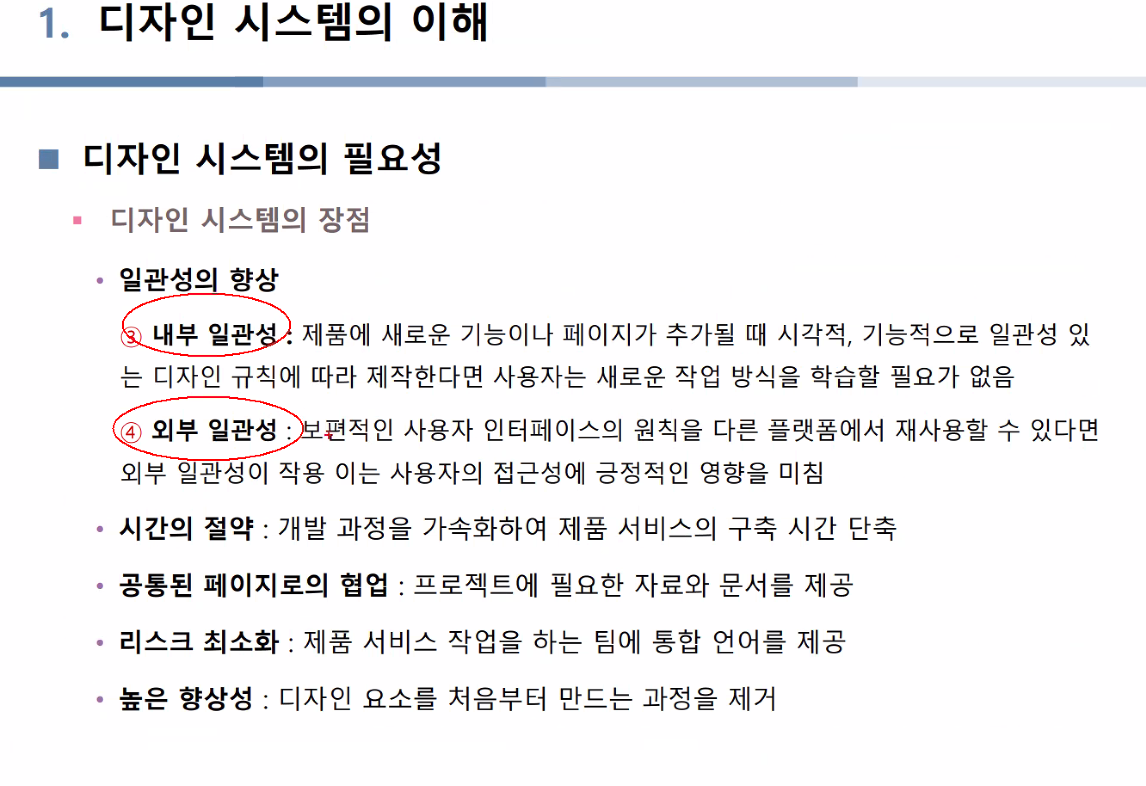 1. 디자인 시스템의 이해
■ 디자인 시스템의 필요성
▪ 디자인 시스템의 장점
• 일관성의 향상
③ 내부 일관성 : 제품에 새로운 기능이나 페이지가 추가될 때 시각적, 기능적으로 일관성 있
는 디자인 규칙에 따라 제작한다면 사용자는 새로운 작업 방식을 학습할 필요가 없음
④ 외부 일관성 : 보편적인 사용자 인터페이스의 원칙을 다른 플랫폼에서 재사용할 수 있다면
외부 일관성이 작용 이는 사용자의 접근성에 긍정적인 영향을 미침
• 시간의 절약 : 개발 과정을 가속화하여 제품 서비스의 구축 시간 단축
• 공통된 페이지로의 협업 : 프로젝트에 필요한 자료와 문서를 제공
• 리스크 최소화 : 제품 서비스 작업을 하는 팀에 통합 언어를 제공
• 높은 향상성 : 디자인 요소를 처음부터 만드는 과정을 제거